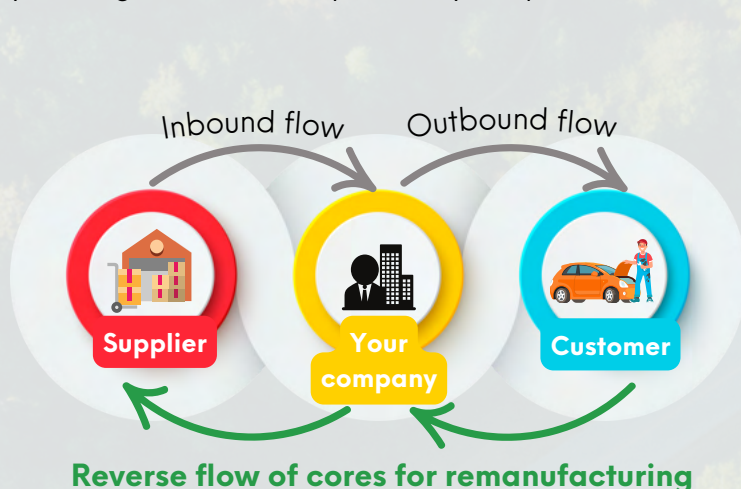 Inbound flow
Outbound flow
Supplier
Your
company
Customer
Reverse flow of cores for remanufacturing